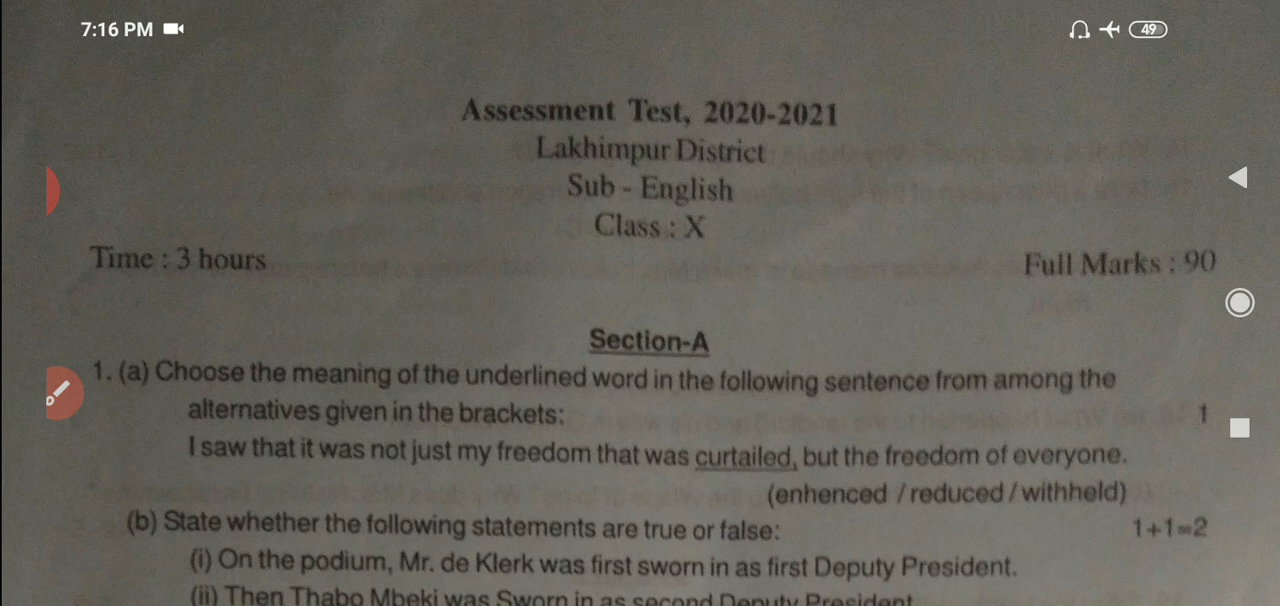 7:16 PM
49
Assessment Test, 2020-2021
Lakhimpur District
Sub - English
Class : X
Time : 3 hours
Full Marks : 90
Section-A
1. (a) Choose the meaning of the underlined word in the following sentence from among the
alternatives given in the brackets: 1
I saw that it was not just my freedom that was curtailed, but the freedom of everyone.
(enhenced / reduced / withheld)
(b) State whether the following statements are true or false: 1+1=2
(i) On the podium, Mr. de Klerk was first sworn in as first Deputy President.
(ii) Then Thabo Mbeki was Sworn in as second Deputy President